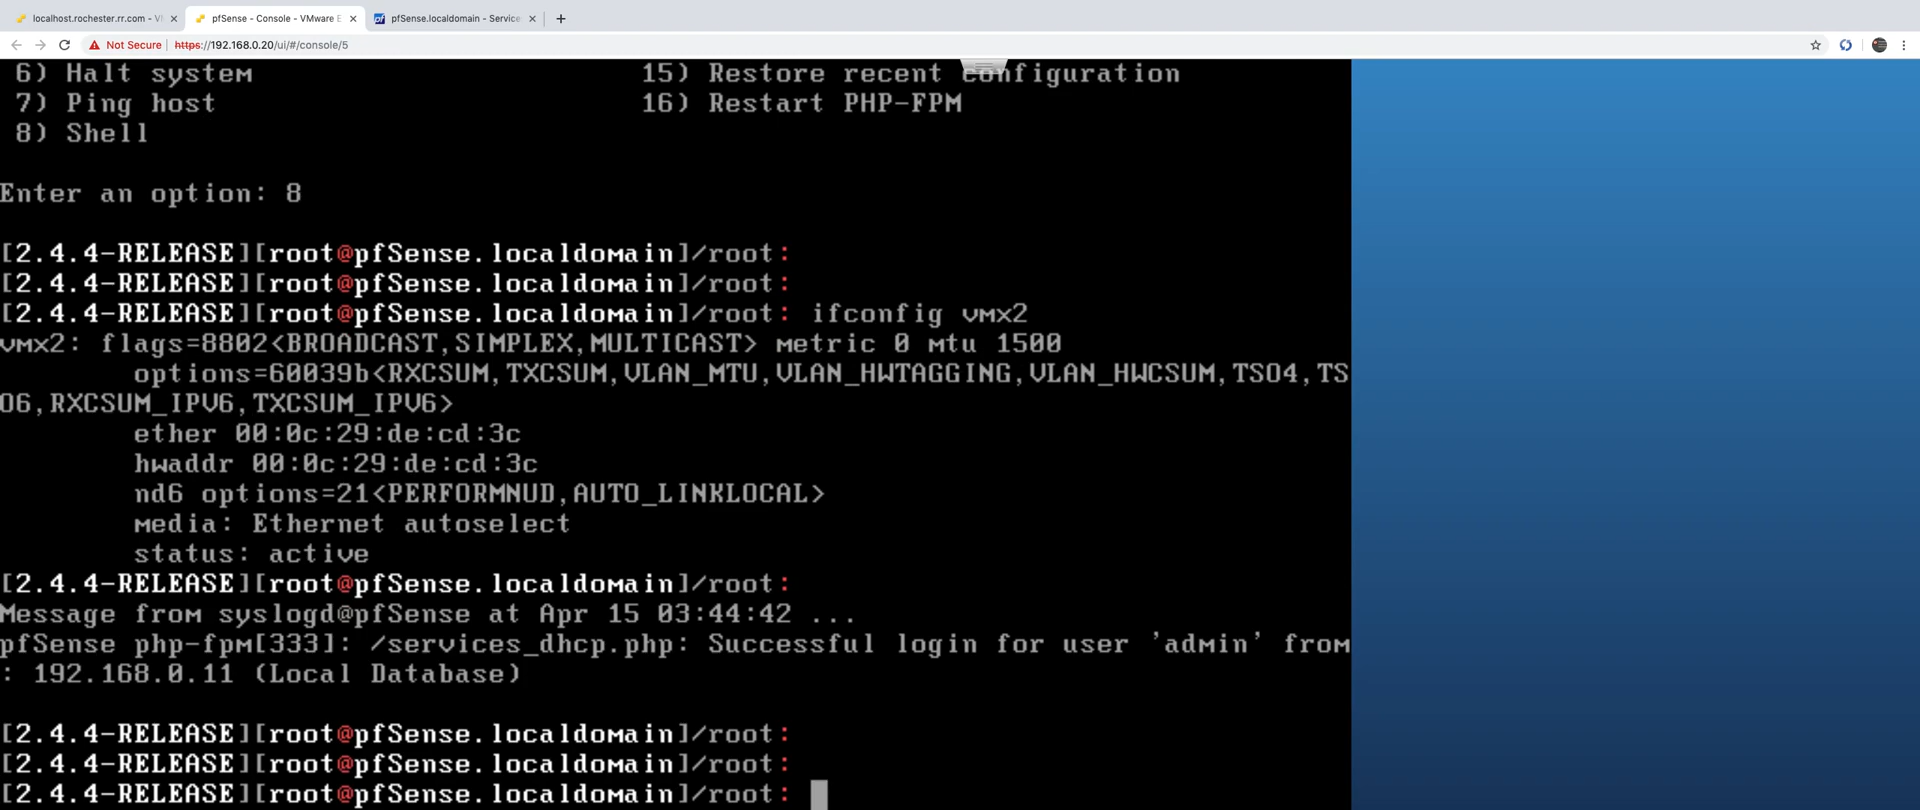 localhost.rochester.rr.com - V
pfSense - Console - VMware E
pfSense.localdomain - Service
Not Secure
https://192.168.0.20/ui/#/console/5
6) Halt system 15) Restore recent configuration
7) Ping host 16) Restart PHP-FPM
8) Shell
Enter an option: 8
[2.4.4-RELEASE][root@pfSense.localdomain]/root:
[2.4.4-RELEASE][root@pfSense.localdomain]/root:
[2.4.4-RELEASE][root@pfSense.localdomain]/root: ifconfig vmx2
vmx2: flags=8802<BROADCAST,SIMPLEX,MULTICAST> metric 0 mtu 1500
options=60039b<RXCSUM,TXCSUM,VLAN_MTU,VLAN_HWTAGGING,VLAN_HWCSUM,TSO4,TS
O6,RXCSUM_IPV6,TXCSUM_IPV6>
ether 00:0c:29:de:cd:3c
hwaddr 00:0c:29:de:cd:3c
nd6 options=21<PERFORMNUD,AUTO_LINKLOCAL>
media: Ethernet autoselect
status: active
[2.4.4-RELEASE][root@pfSense.localdomain]/root:
Message from syslogd@pfSense at Apr 15 03:44:42 ...
pfSense php-fpm[333]: /services_dhcp.php: Successful login for user 'admin' from
: 192.168.0.11 (Local Database)
[2.4.4-RELEASE][root@pfSense.localdomain]/root:
[2.4.4-RELEASE][root@pfSense.localdomain]/root:
[2.4.4-RELEASE][root@pfSense.localdomain]/root: